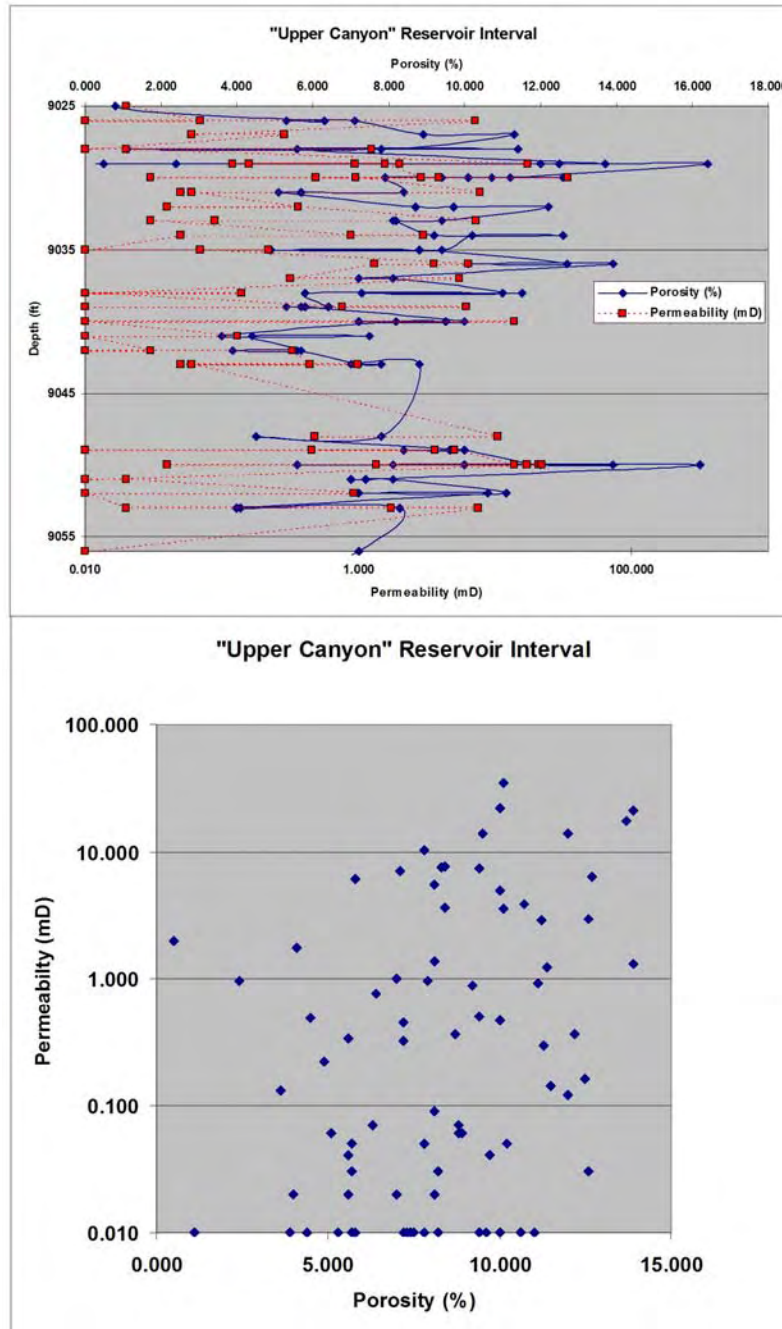 "Upper Canyon" Reservoir Interval
Porosity (%)
0.000 2.000 4.000 6.000 8.000 10.000 12.000 14.000 16.000 18.000
9025
9035
9045
9055
Depth (ft)
Porosity (%)
Permeability (mD)
0.010 1.000 100.000
Permeability (mD)
"Upper Canyon" Reservoir Interval
100.000
10.000
1.000
0.100
0.010
Permeabilty (mD)
0.000 5.000 10.000 15.000
Porosity (%)